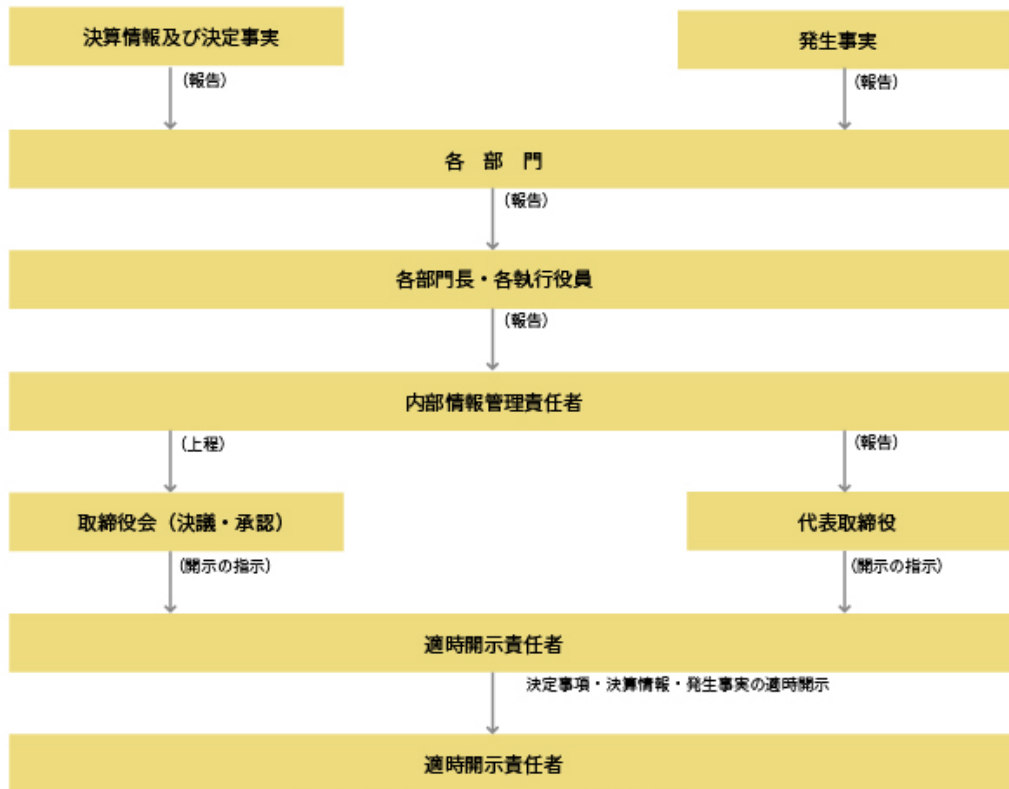 決算情報及び決定事実
発生事実
(報告)
(報告)
各 部 門
(報告)
各部門長・各執行役員
(報告)
内部情報管理責任者
(上程)
(報告)
取締役会（決議・承認）
代表取締役
(開示の指示)
(開示の指示)
適時開示責任者
決定事項・決算情報・発生事実の適時開示
適時開示責任者